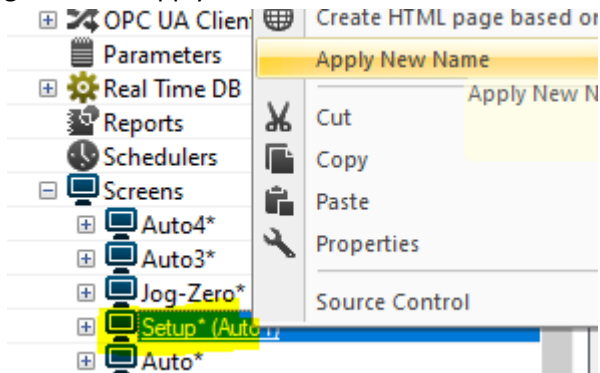 OPC UA Client
Parameters
Real Time DB
Reports
Schedulers
Screens
Auto4*
Auto3*
Jog-Zero*
Setup* (Auto1)
Auto*
Create HTML page based on
Apply New Name
Apply New N
Cut
Copy
Paste
Properties
Source Control